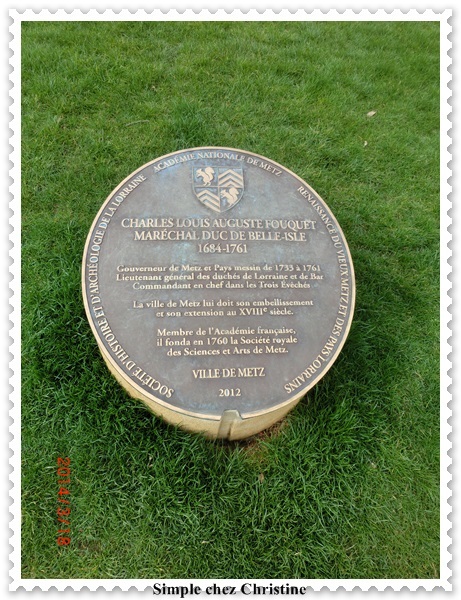 ACADÉMIE NATIONALE DE METZ
RENAISSANCE DU VIEUX METZ ET DES PAYS LORRAINS
SOCIÉTÉ D'HISTOIRE ET D'ARCHÉOLOGIE DE LA LORRAINE
CHARLES LOUIS AUGUSTE FOUQUET
MARÉCHAL DUC DE BELLE-ISLE
1684-1761
Gouverneur de Metz et Pays messin de 1733 à 1761
Lieutenant général des duchés de Lorraine et de Bar
Commandant en chef dans les Trois Évêchés
La ville de Metz lui doit son embellissement
et son extension au XVIIIe siècle.
Membre de l'Académie française,
il fonda en 1760 la Société royale
des Sciences et Arts de Metz.
VILLE DE METZ
2012
2014/3/16
Simple chez Christine